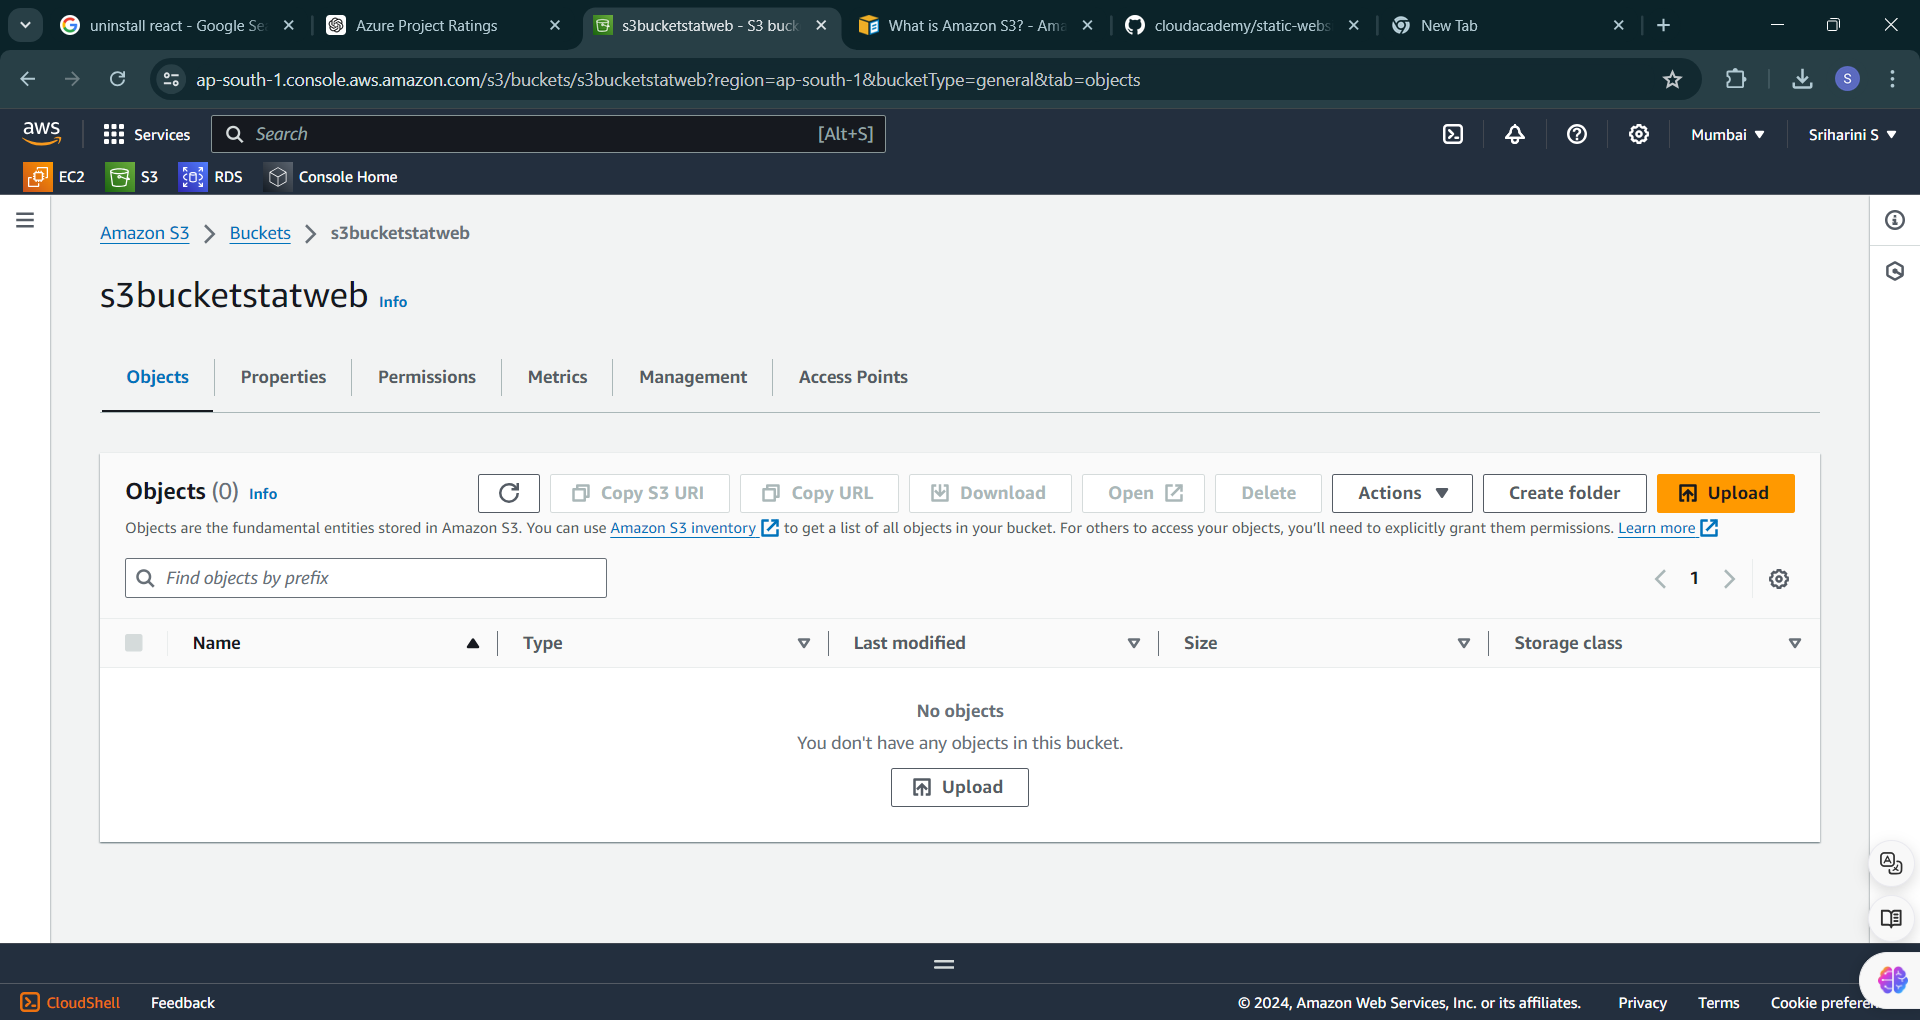 uninstall react - Google Se
Azure Project Ratings
s3bucketstatweb - S3 buck
What is Amazon S3? - Ama
cloudacademy/static-webs
New Tab
ap-south-1.console.aws.amazon.com/s3/buckets/s3bucketstatweb?region=ap-south-1&bucketType=general&tab=objects
S
aws
Services
Search
[Alt+S]
Mumbai
Sriharini S
EC2
S3
RDS
Console Home
Amazon S3
Buckets
s3bucketstatweb
s3bucketstatweb Info
Objects
Properties
Permissions
Metrics
Management
Access Points
Objects (0) Info
Copy S3 URI
Copy URL
Download
Open
Delete
Actions
Create folder
Upload
Objects are the fundamental entities stored in Amazon S3. You can use Amazon S3 inventory to get a list of all objects in your bucket. For others to access your objects, you'll need to explicitly grant them permissions. Learn more
Find objects by prefix
1
Name
Type
Last modified
Size
Storage class
No objects
You don't have any objects in this bucket.
Upload
CloudShell
Feedback
© 2024, Amazon Web Services, Inc. or its affiliates.
Privacy
Terms
Cookie prefere